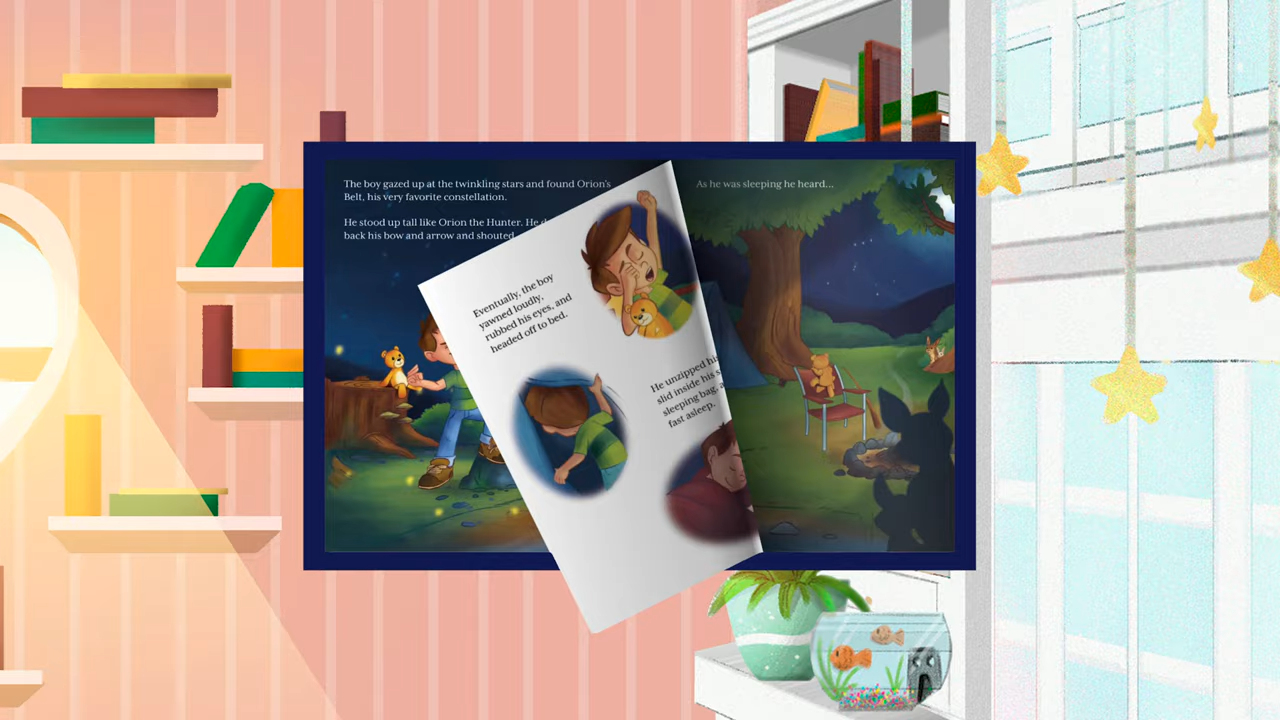 The boy gazed up at the twinkling stars and found Orion's
Belt, his very favorite constellation.
He stood up tall like Orion the Hunter. He
back his bow and arrow and shouted
Eventually, the boy
yawned loudly,
rubbed his eyes, and
headed off to bed.
He unzipped his
slid inside his
sleeping bag,
fast asleep.
As he was sleeping he heard...